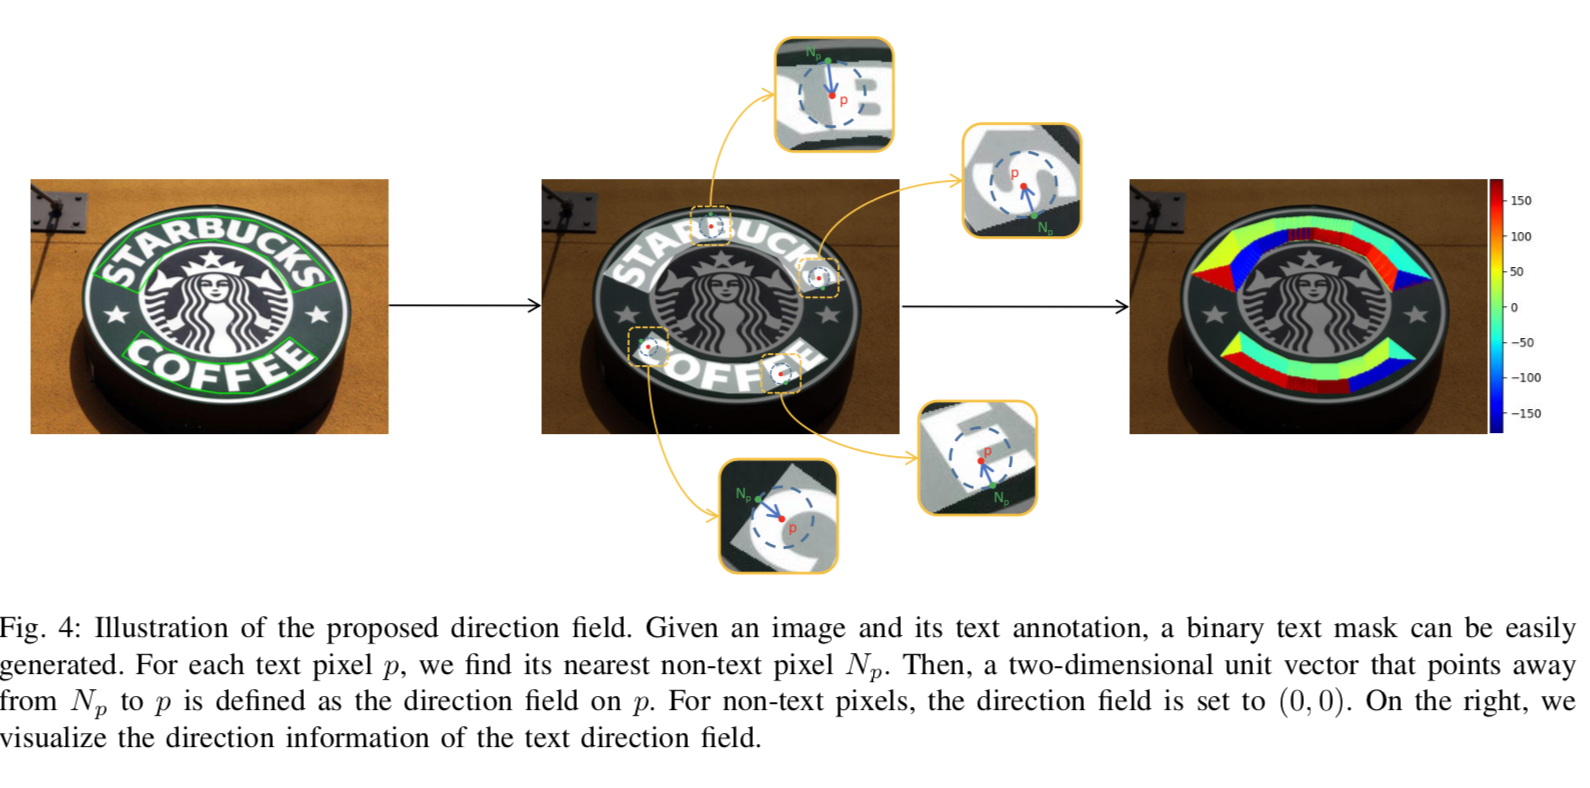 STARBUCKS
COFFEE
STARBUCKS
COFFEE
N_p
p
p
N_p
p
N_p
N_p
p
150
100
50
0
−50
−100
−150
Fig. 4: Illustration of the proposed direction field. Given an image and its text annotation, a binary text mask can be easily
generated. For each text pixel p, we find its nearest non-text pixel N_p. Then, a two-dimensional unit vector that points away
from N_p to p is defined as the direction field on p. For non-text pixels, the direction field is set to (0, 0). On the right, we
visualize the direction information of the text direction field.